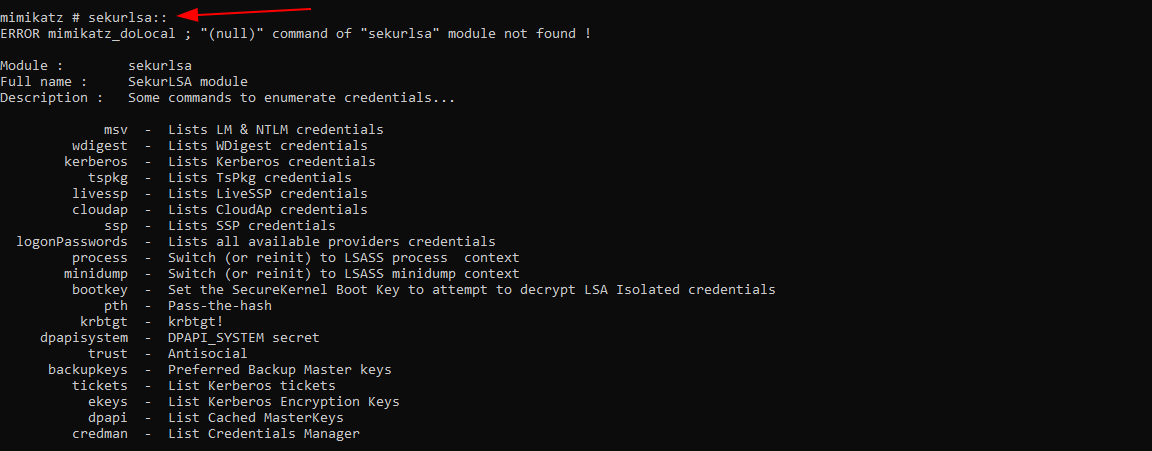 mimikatz # sekurlsa::
ERROR mimikatz_doLocal ; "(null)" command of "sekurlsa" module not found !
Module :        sekurlsa
Full name :     SekurLSA module
Description :   Some commands to enumerate credentials...
msv  -  Lists LM & NTLM credentials
wdigest  -  Lists WDigest credentials
kerberos  -  Lists Kerberos credentials
tspkg  -  Lists TsPkg credentials
livessp  -  Lists LiveSSP credentials
cloudap  -  Lists CloudAp credentials
ssp  -  Lists SSP credentials
logonPasswords  -  Lists all available providers credentials
process  -  Switch (or reinit) to LSASS process  context
minidump  -  Switch (or reinit) to LSASS minidump context
bootkey  -  Set the SecureKernel Boot Key to attempt to decrypt LSA Isolated credentials
pth  -  Pass-the-hash
krbtgt  -  krbtgt!
dpapisystem  -  DPAPI_SYSTEM secret
trust  -  Antisocial
backupkeys  -  Preferred Backup Master keys
tickets  -  List Kerberos tickets
ekeys  -  List Kerberos Encryption Keys
dpapi  -  List Cached MasterKeys
credman  -  List Credentials Manager